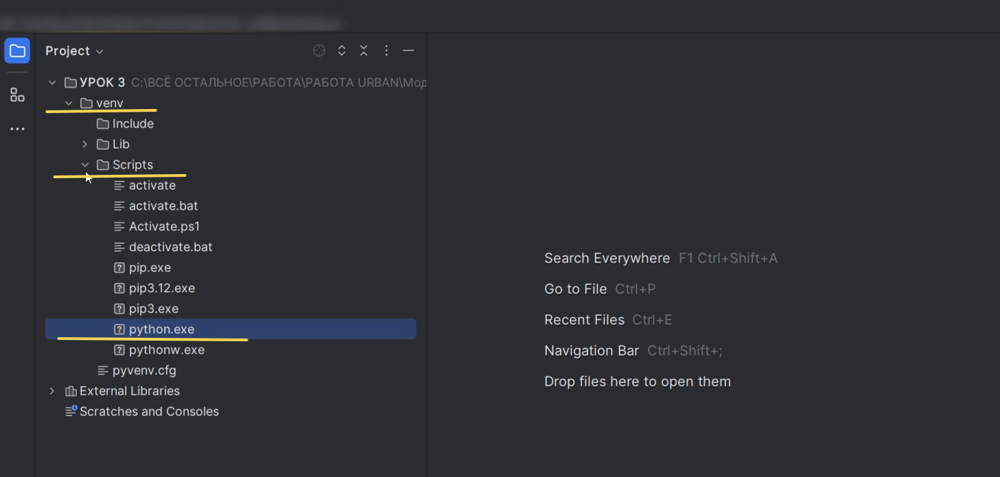 Project
УРОК 3 C:\ВСЁ ОСТАЛЬНОЕ\РАБОТА\РАБОТА URBAN\Мод
venv
Include
Lib
Scripts
activate
activate.bat
Activate.ps1
deactivate.bat
pip.exe
pip3.12.exe
pip3.exe
python.exe
pythonw.exe
pyvenv.cfg
External Libraries
Scratches and Consoles
Search Everywhere F1 Ctrl+Shift+A
Go to File Ctrl+P
Recent Files Ctrl+E
Navigation Bar Ctrl+Shift+;
Drop files here to open them